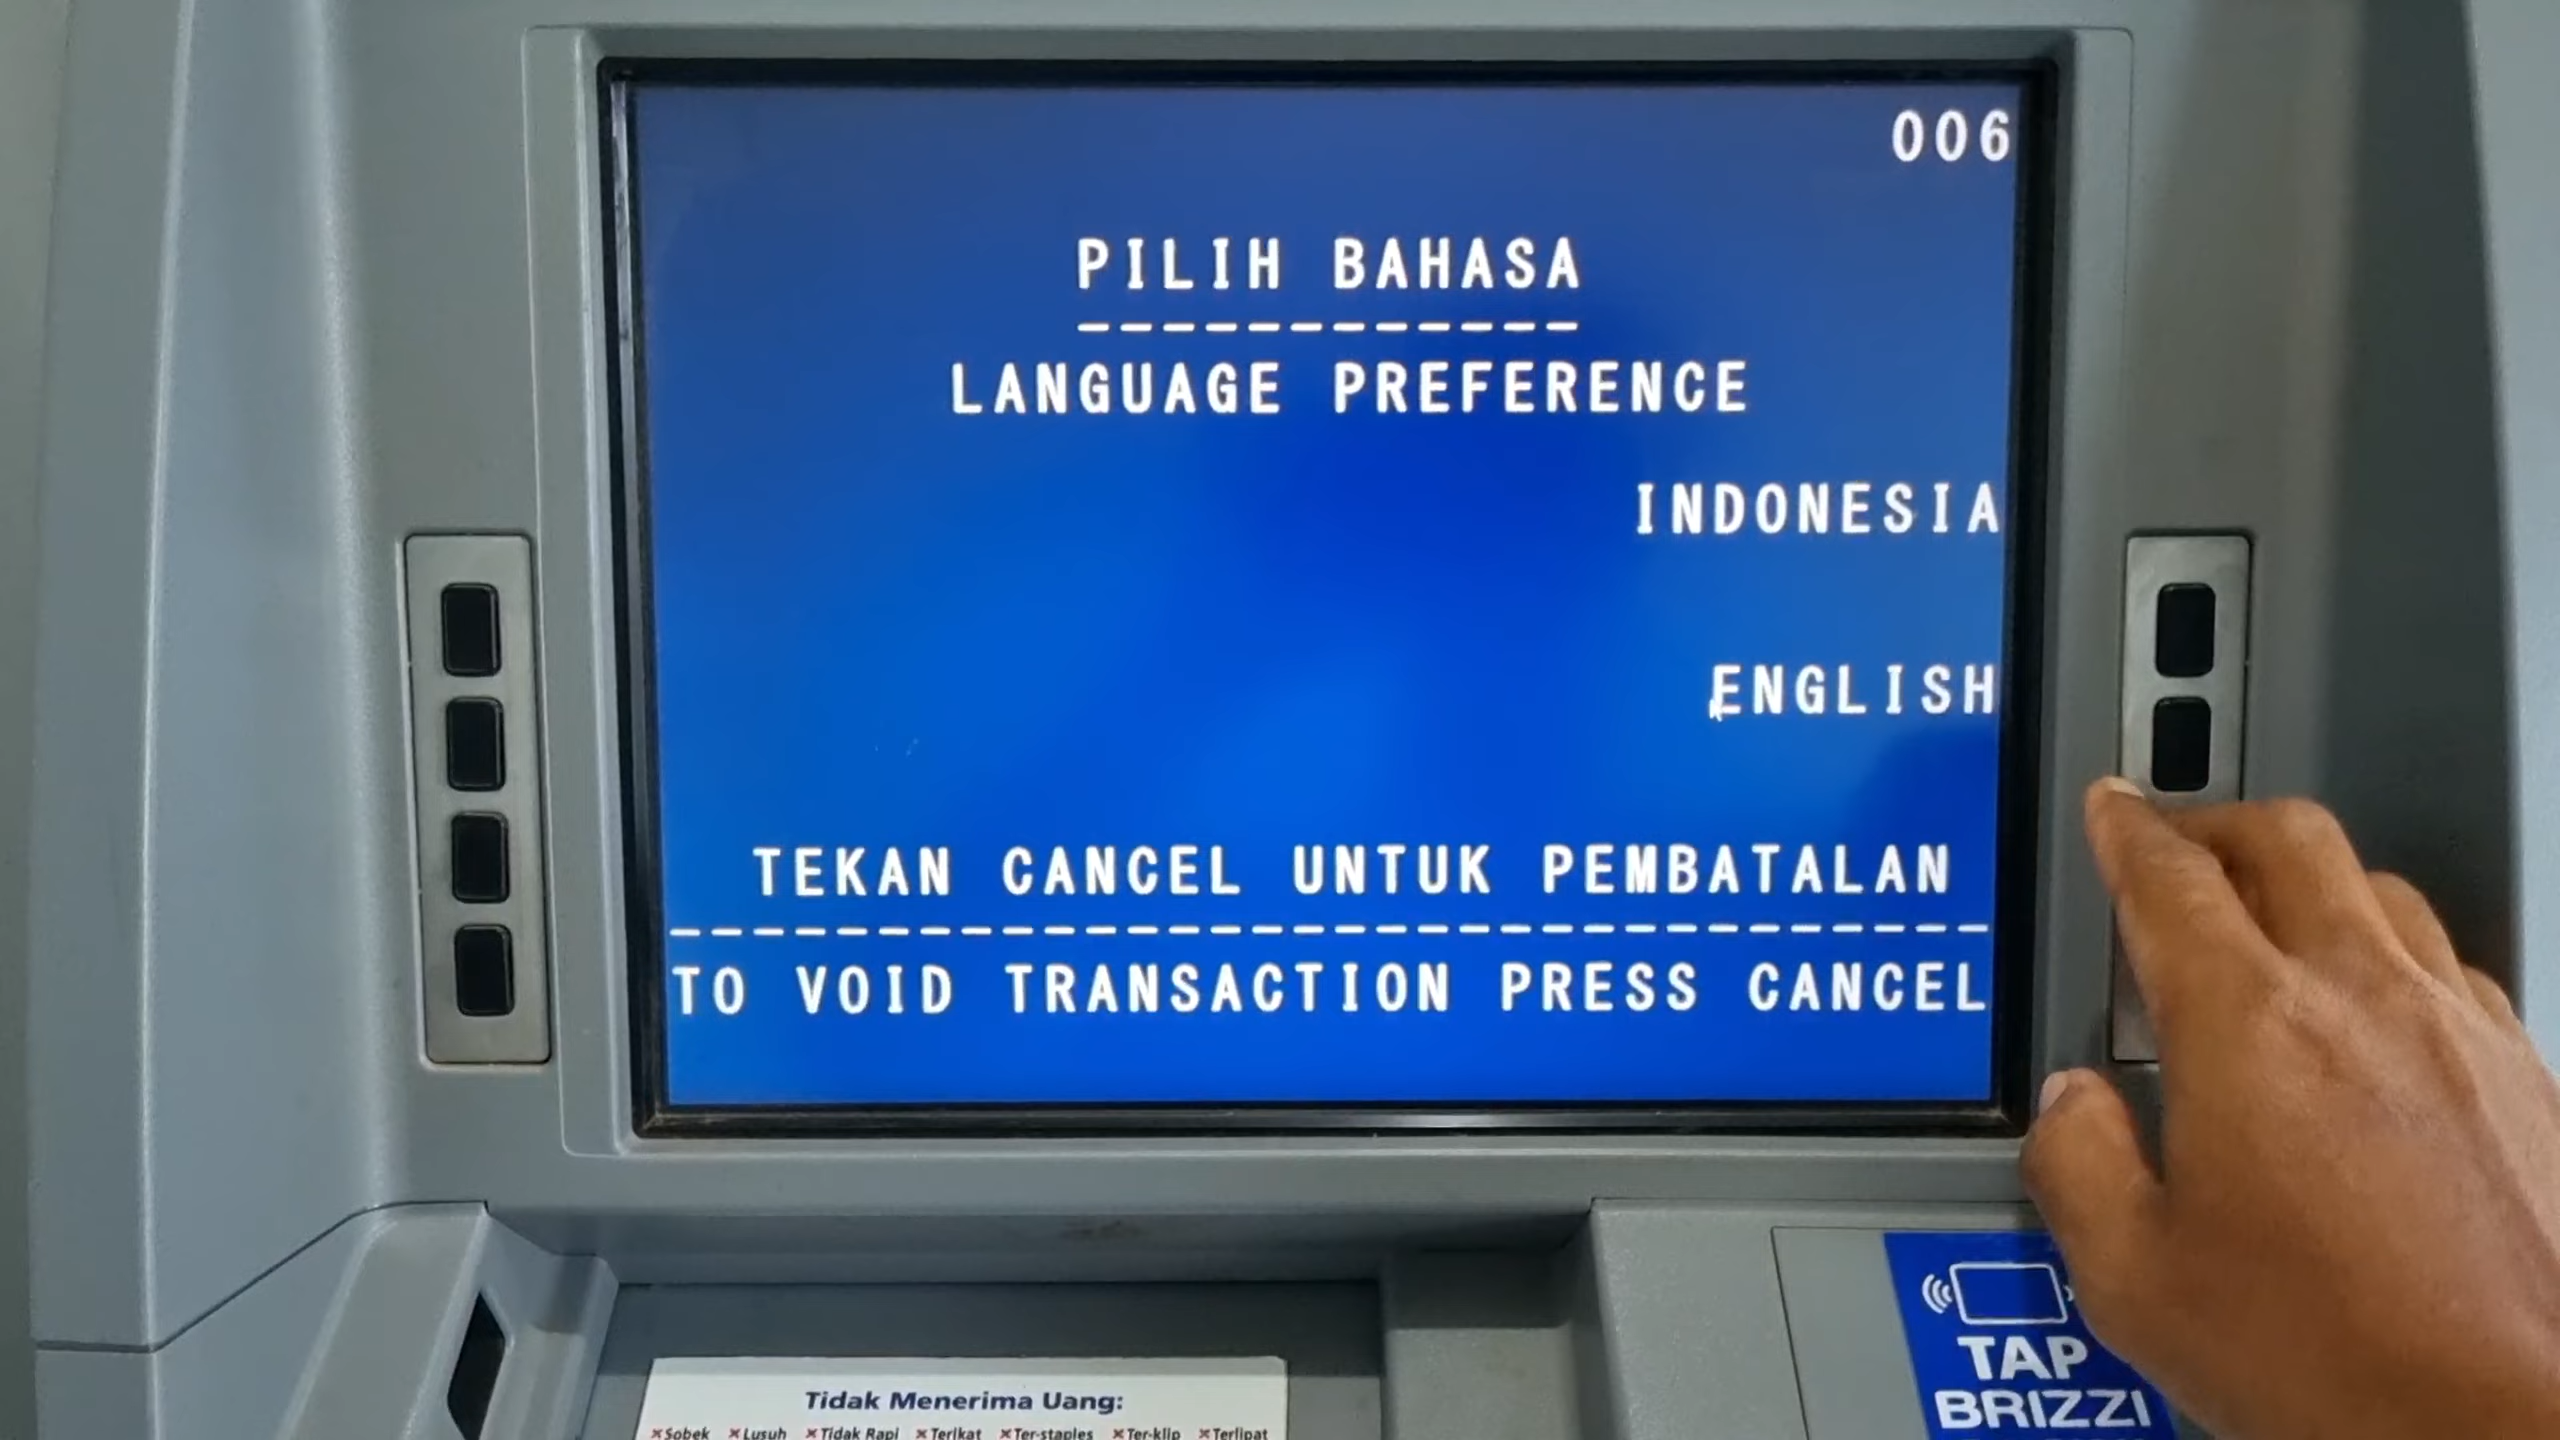 006
PILIH BAHASA
------------
LANGUAGE PREFERENCE
INDONESIA
ENGLISH
TEKAN CANCEL UNTUK PEMBATALAN
--------------------------------
TO VOID TRANSACTION PRESS CANCEL
Tidak Menerima Uang:
×Sobek ×Lusuh ×Tidak Rapi ×Terikat ×Ter-staples ×Ter-klip ×Terlipat
TAP
BRIZZI